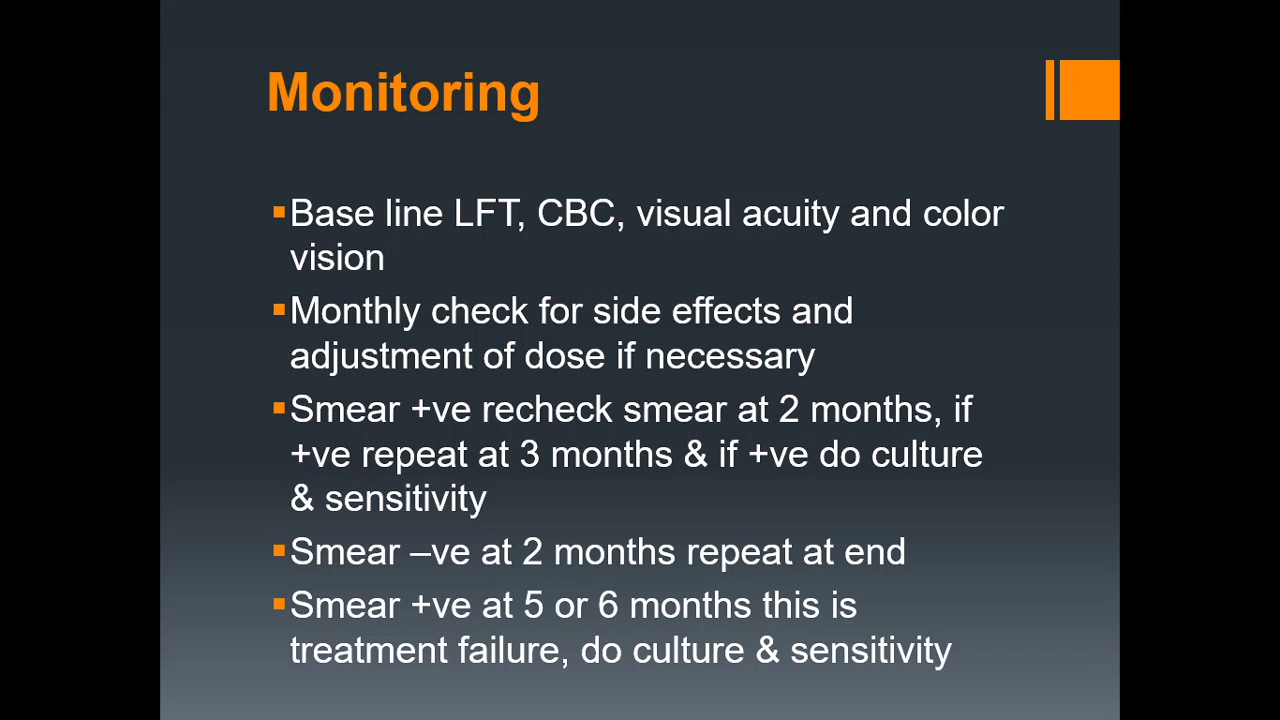 Monitoring
▪Base line LFT, CBC, visual acuity and color
vision
▪Monthly check for side effects and
adjustment of dose if necessary
▪Smear +ve recheck smear at 2 months, if
+ve repeat at 3 months & if +ve do culture
& sensitivity
▪Smear –ve at 2 months repeat at end
▪Smear +ve at 5 or 6 months this is
treatment failure, do culture & sensitivity